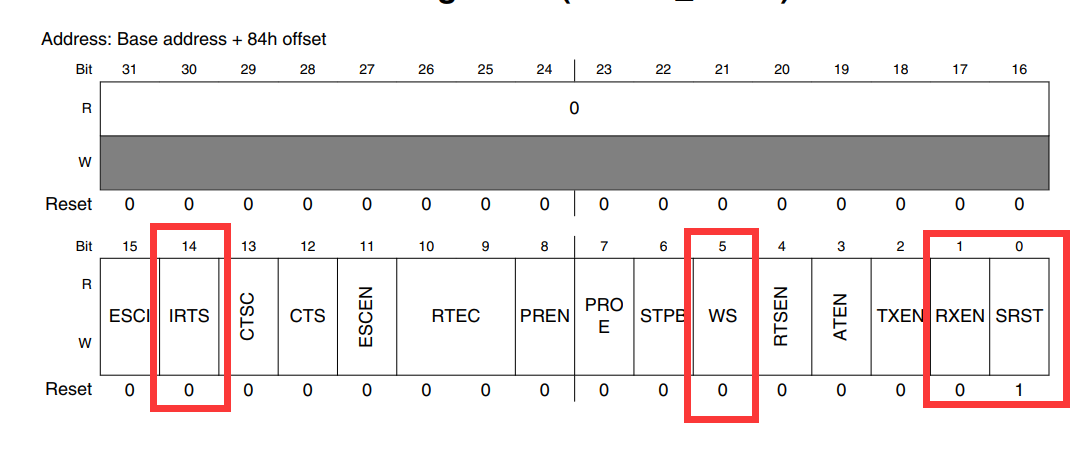 Address: Base address + 84h offset
Bit 31 30 29 28 27 26 25 24 23 22 21 20 19 18 17 16
R 0
W
Reset 0 0 0 0 0 0 0 0 0 0 0 0 0 0 0 0
Bit 15 14 13 12 11 10 9 8 7 6 5 4 3 2 1 0
R
ESCI IRTS CTSC CTS ESCEN RTEC PREN PRO E STPB WS RTSEN ATEN TXEN RXEN SRST
W
Reset 0 0 0 0 0 0 0 0 0 0 0 0 0 0 0 1